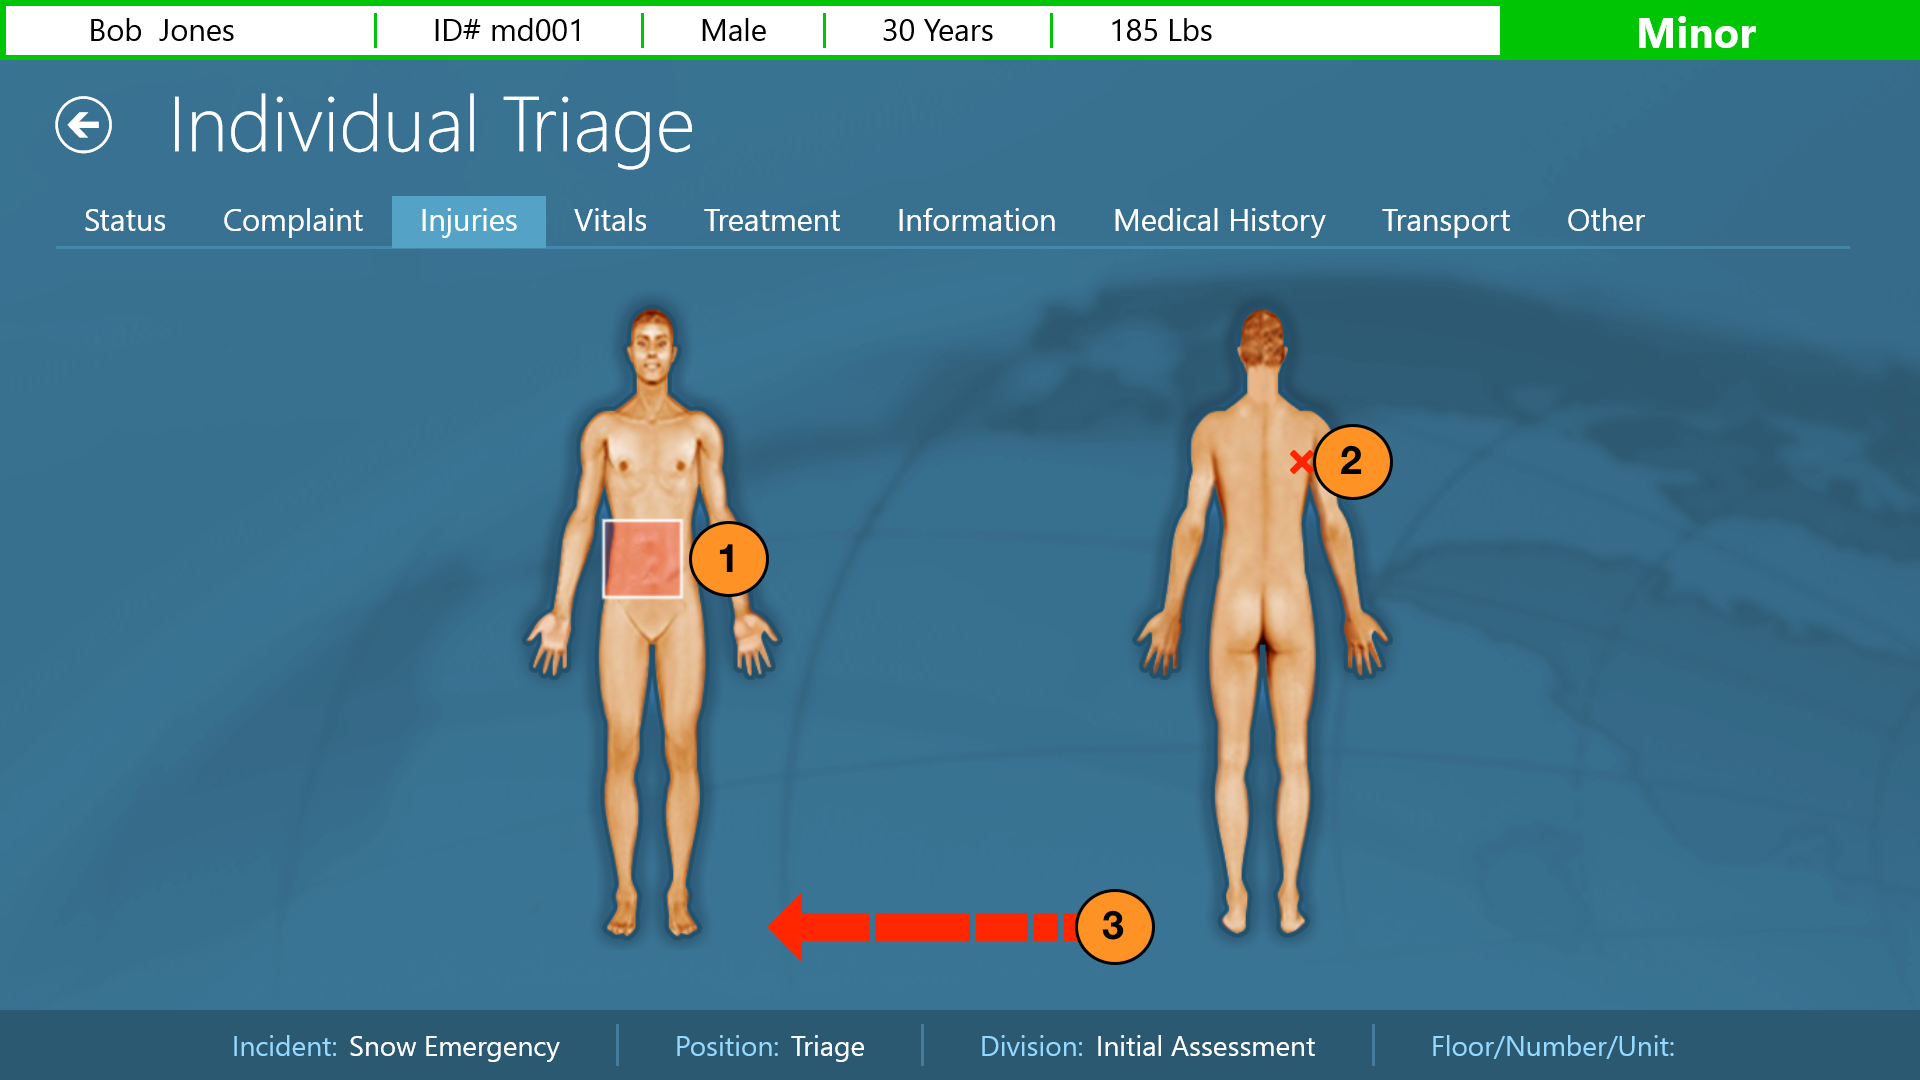 Bob Jones ID# md001 Male 30 Years 185 Lbs Minor
Individual Triage
Status Complaint Injuries Vitals Treatment Information Medical History Transport Other
2
1
3
Incident: Snow Emergency Position: Triage Division: Initial Assessment Floor/Number/Unit: